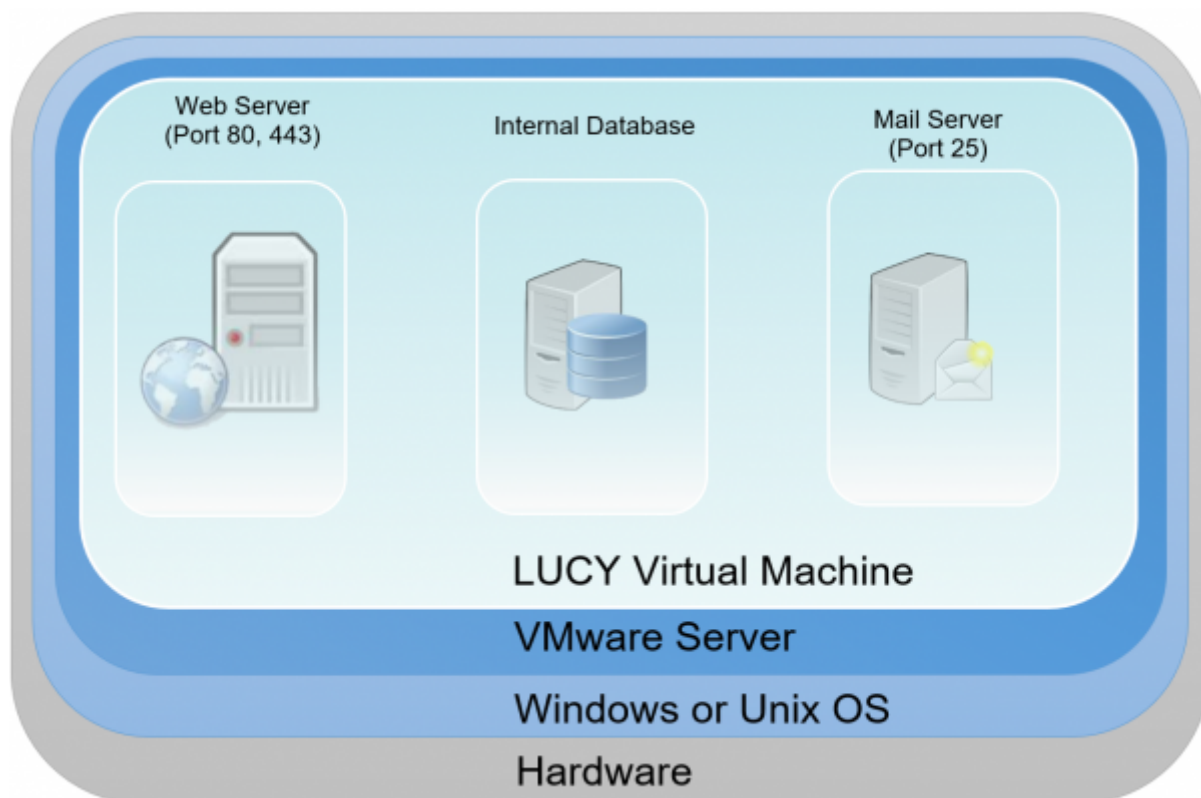 Web Server
(Port 80, 443)
Internal Database
Mail Server
(Port 25)
LUCY Virtual Machine
VMware Server
Windows or Unix OS
Hardware